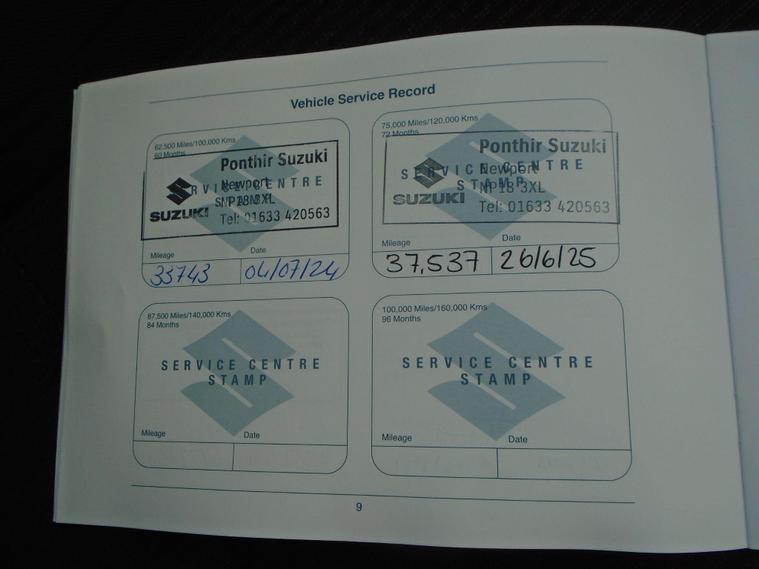 Vehicle Service Record
62,500 Miles/100,000 Kms
60 Months
Ponthir Suzuki
SERVICE CENTRE
Newport
STAMP
NP18 3XL
SUZUKI
Tel: 01633 420563
Mileage
Date
33743
04/07/24
75,000 Miles/120,000 Kms
72 Months
Ponthir Suzuki
SERVICE CENTRE
Newport
STAMP
NP18 3XL
SUZUKI
Tel: 01633 420563
Mileage
Date
37,537
26/6/25
87,500 Miles/140,000 Kms
84 Months
SERVICE CENTRE
STAMP
Mileage
Date
100,000 Miles/160,000 Kms
96 Months
SERVICE CENTRE
STAMP
Mileage
Date
9